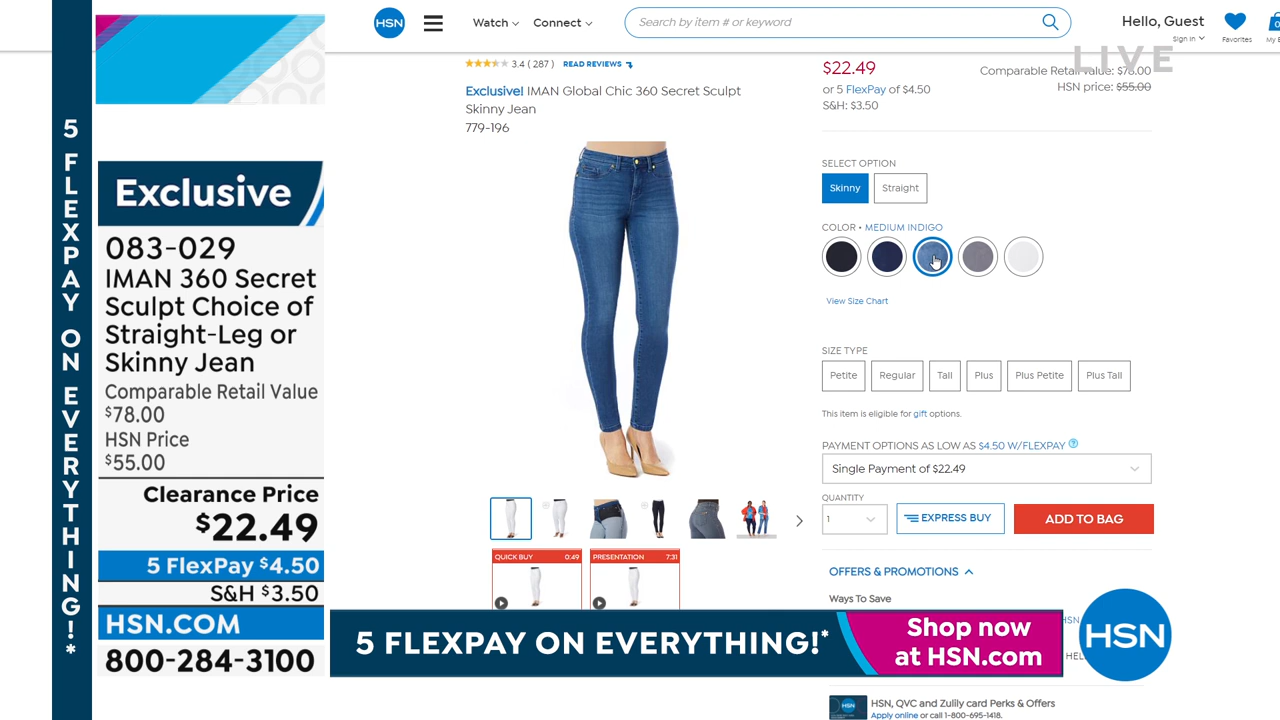 5 FLEXPAY ON EVERYTHING!*
Exclusive
083-029
IMAN 360 Secret
Sculpt Choice of
Straight-Leg or
Skinny Jean
Comparable Retail Value
$78.00
HSN Price
$55.00
Clearance Price
$22.49
5 FlexPay $4.50
S&H $3.50
HSN.COM
800-284-3100
HSN
Watch
Connect
Search by item # or keyword
Hello, Guest
Sign In
Favorites
0
LIVE
3.4 ( 287 ) READ REVIEWS
Exclusive! IMAN Global Chic 360 Secret Sculpt
Skinny Jean
779-196
$22.49
or 5 FlexPay of $4.50
S&H: $3.50
Comparable Retail Value: $78.00
HSN price: $55.00
SELECT OPTION
Skinny
Straight
COLOR • MEDIUM INDIGO
View Size Chart
SIZE TYPE
Petite
Regular
Tall
Plus
Plus Petite
Plus Tall
This item is eligible for gift options.
PAYMENT OPTIONS AS LOW AS $4.50 W/FLEXPAY ?
Single Payment of $22.49
QUANTITY
1
EXPRESS BUY
ADD TO BAG
QUICK BUY 0:49
PRESENTATION 7:31
OFFERS & PROMOTIONS
Ways To Save
5 FLEXPAY ON EVERYTHING!*
Shop now
at HSN.com
HSN
HSN
HSN, QVC and Zulily card Perks & Offers
Apply online or call 1-800-695-1418.